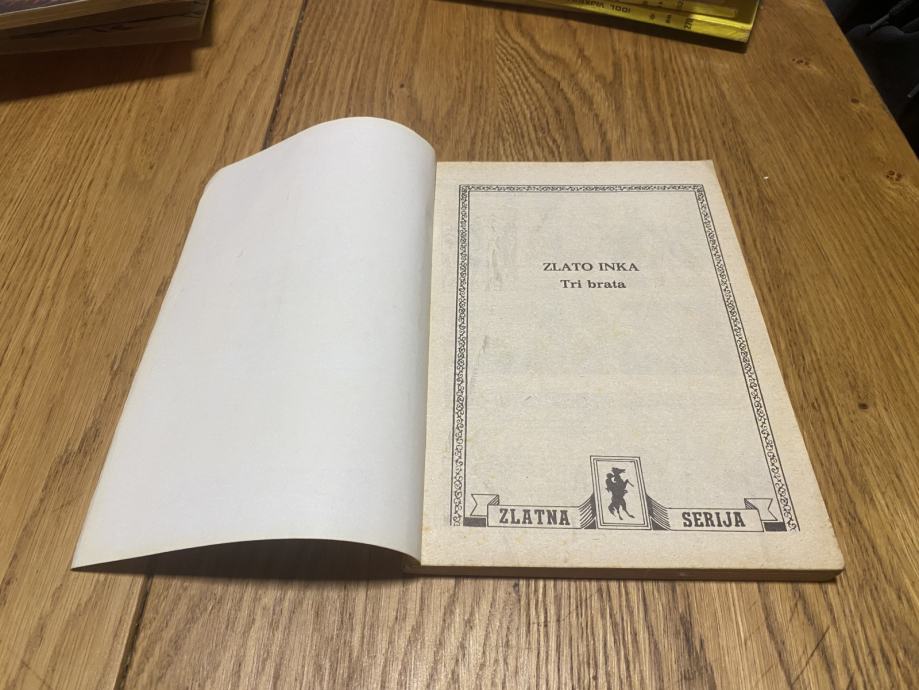 ZLATO INKA
Tri brata
ZLATNA SERIJA